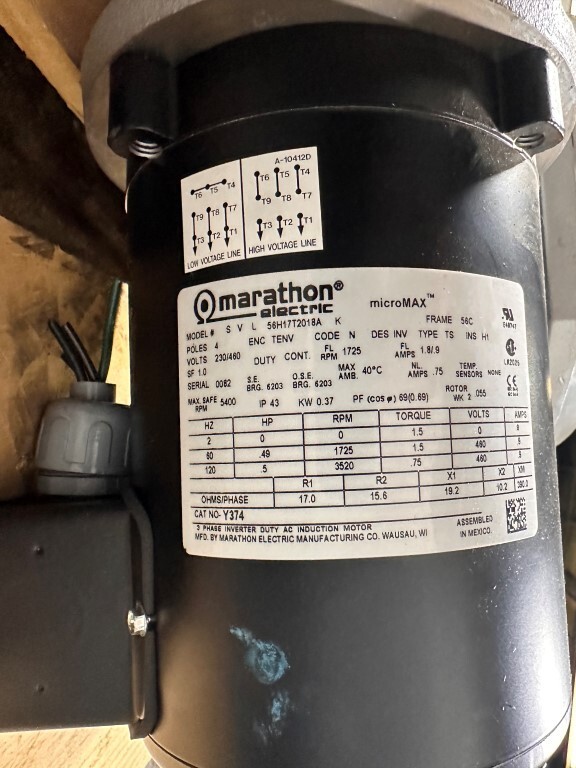 A-10412D
T6 T5 T4 T6 T5 T4
T9 T8 T7 T9 T8 T7
T3 T2 T1 T3 T2 T1
LOW VOLTAGE LINE HIGH VOLTAGE LINE
marathon®
electric microMAX™
MODEL # S V L 56H17T2018A K FRAME 56C
POLES 4 ENC TENV CODE N DES INV TYPE TS INS H1
VOLTS 230/460 DUTY CONT. FL RPM 1725 FL AMPS 1.8/.9
SF 1.0 MAX AMB. 40°C NL AMPS .75 TEMP. SENSORS NONE
SERIAL 0082 S.E. BRG. 6203 O.S.E. BRG. 6203
MAX. SAFE RPM 5400 IP 43 KW 0.37 PF (cos φ) 69(0.69) ROTOR WK 2 .055
HZ HP RPM TORQUE VOLTS AMPS
2 0 0 1.5 0
60 .49 1725 1.5 460
120 .5 3520 .75 460
R1 R2 X1 X2 XM
OHMS/PHASE 17.0 15.6 19.2 10.2
CAT NO- Y374
3 PHASE INVERTER DUTY AC INDUCTION MOTOR
MFD. BY MARATHON ELECTRIC MANUFACTURING CO. WAUSAU, WI
ASSEMBLED
IN MEXICO.